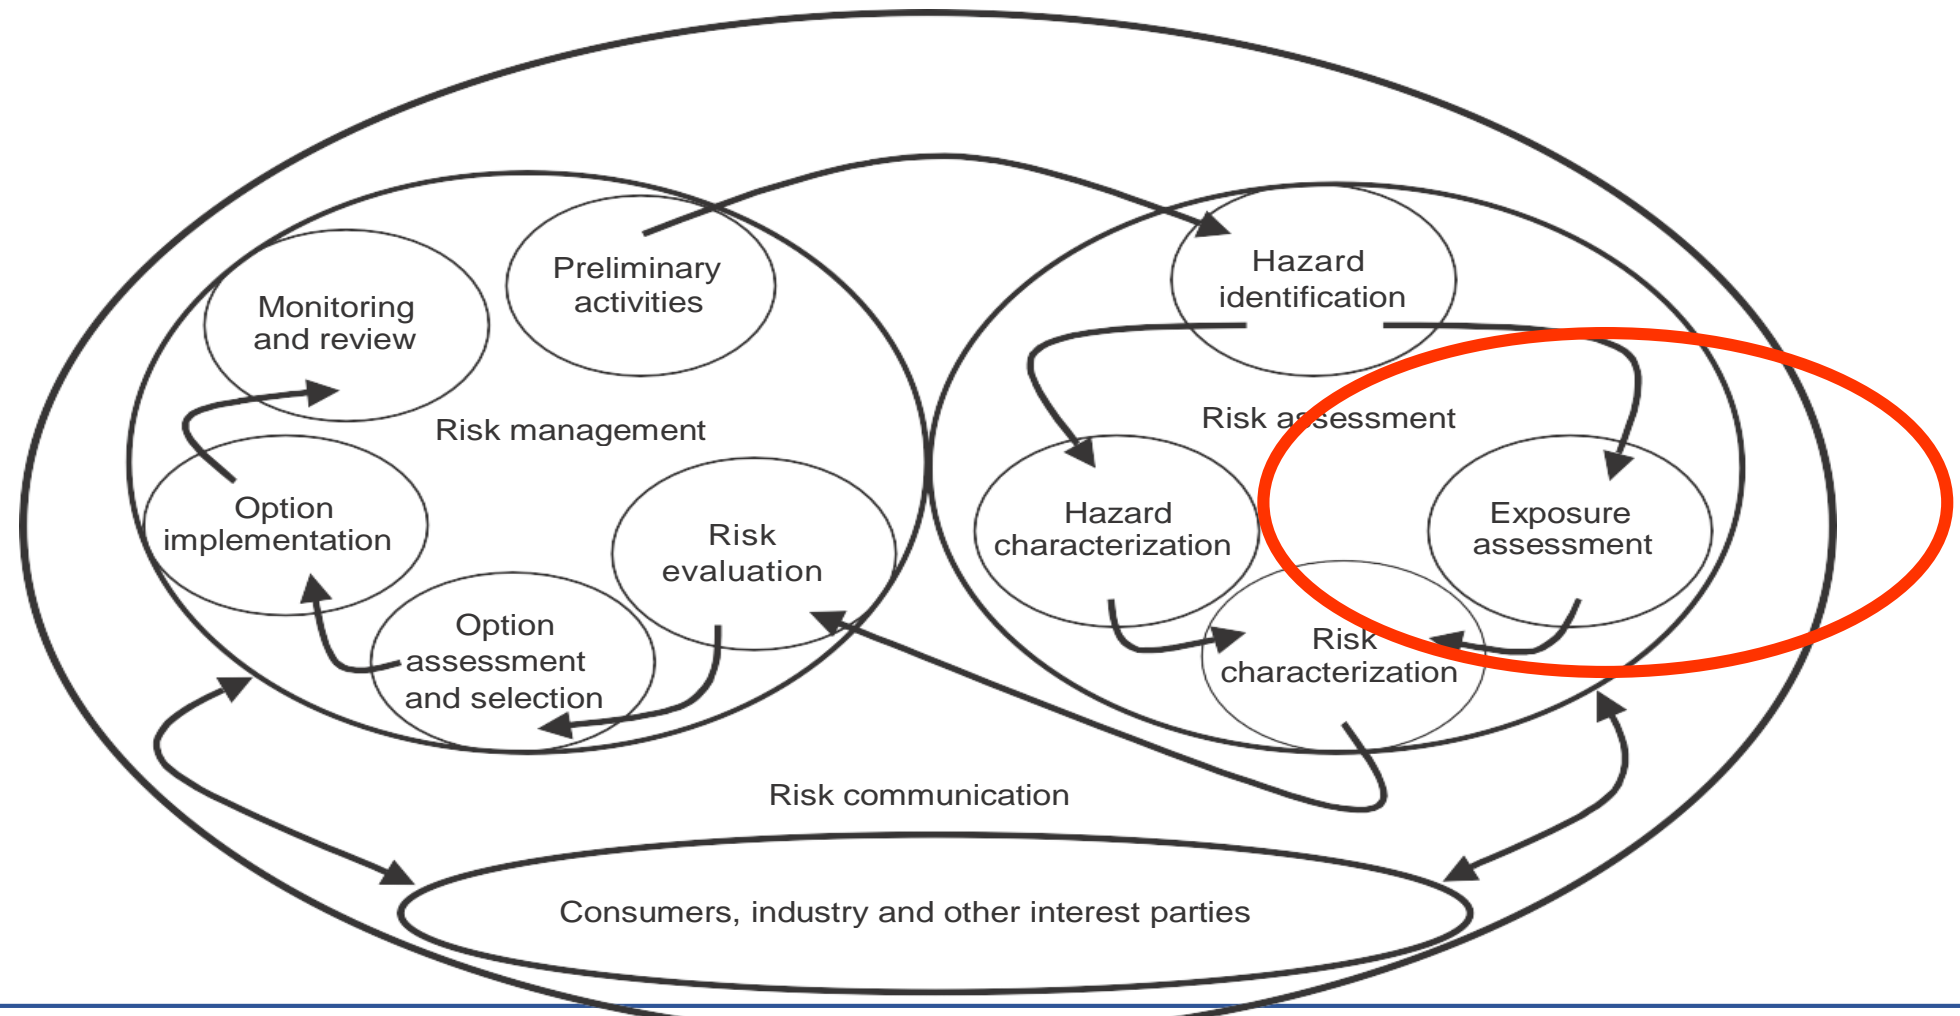 Preliminary
activities
Monitoring
and review
Risk management
Option
implementation
Risk
evaluation
Option
assessment
and selection
Hazard
identification
Risk assessment
Hazard
characterization
Exposure
assessment
Risk
characterization
Risk communication
Consumers, industry and other interest parties